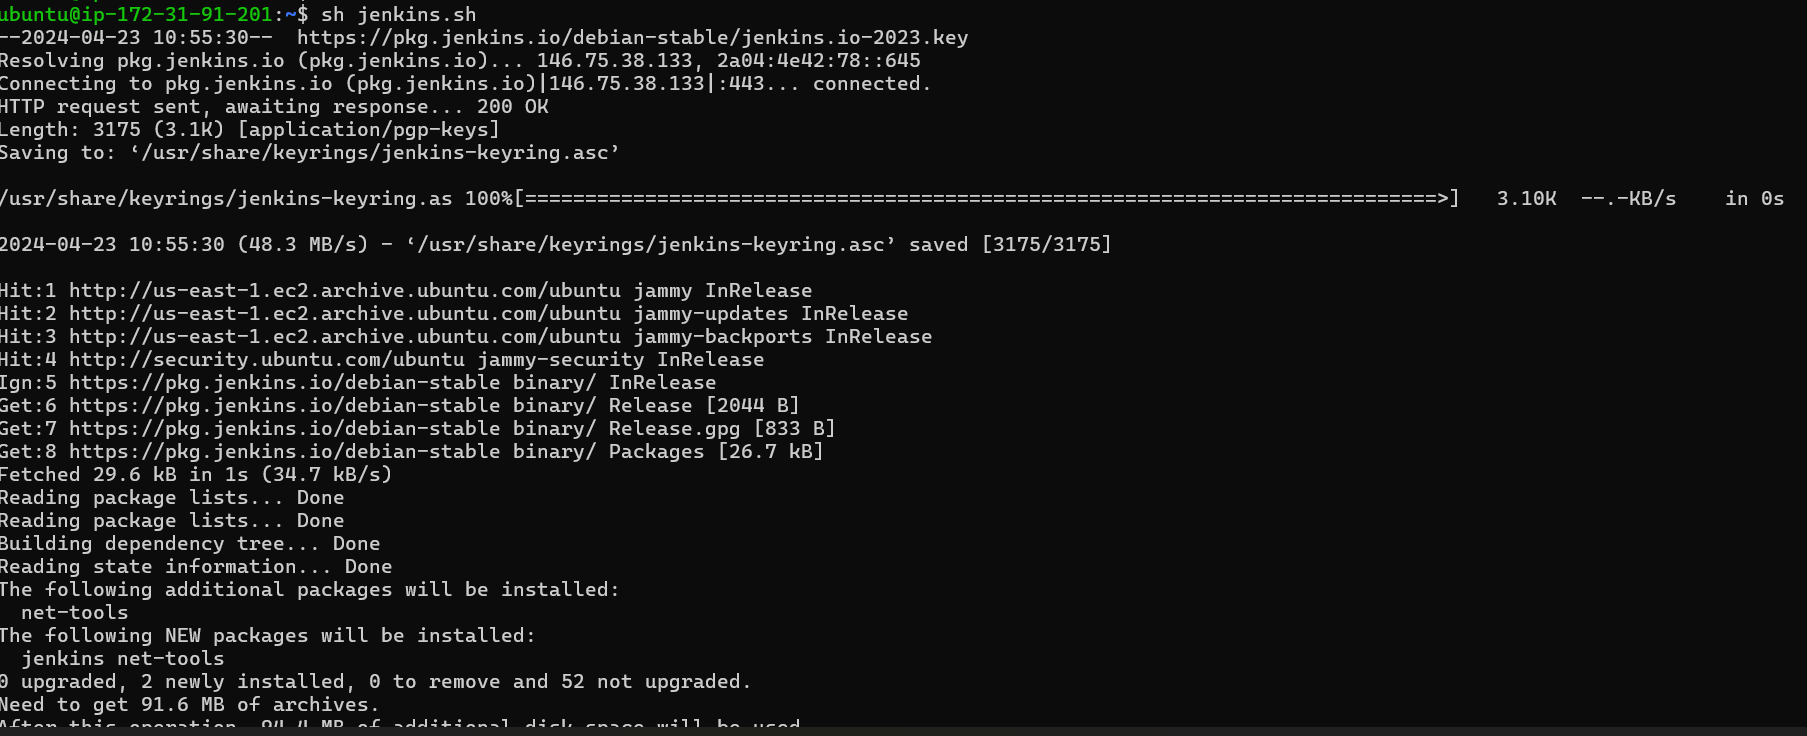 ubuntu@ip-172-31-91-201:~$ sh jenkins.sh
--2024-04-23 10:55:30--  https://pkg.jenkins.io/debian-stable/jenkins.io-2023.key
Resolving pkg.jenkins.io (pkg.jenkins.io)... 146.75.38.133, 2a04:4e42:78::645
Connecting to pkg.jenkins.io (pkg.jenkins.io)|146.75.38.133|:443... connected.
HTTP request sent, awaiting response... 200 OK
Length: 3175 (3.1K) [application/pgp-keys]
Saving to: ‘/usr/share/keyrings/jenkins-keyring.asc’
/usr/share/keyrings/jenkins-keyring.as 100%[============================================================================>]   3.10K  --.-KB/s    in 0s
2024-04-23 10:55:30 (48.3 MB/s) - ‘/usr/share/keyrings/jenkins-keyring.asc’ saved [3175/3175]
Hit:1 http://us-east-1.ec2.archive.ubuntu.com/ubuntu jammy InRelease
Hit:2 http://us-east-1.ec2.archive.ubuntu.com/ubuntu jammy-updates InRelease
Hit:3 http://us-east-1.ec2.archive.ubuntu.com/ubuntu jammy-backports InRelease
Hit:4 http://security.ubuntu.com/ubuntu jammy-security InRelease
Ign:5 https://pkg.jenkins.io/debian-stable binary/ InRelease
Get:6 https://pkg.jenkins.io/debian-stable binary/ Release [2044 B]
Get:7 https://pkg.jenkins.io/debian-stable binary/ Release.gpg [833 B]
Get:8 https://pkg.jenkins.io/debian-stable binary/ Packages [26.7 kB]
Fetched 29.6 kB in 1s (34.7 kB/s)
Reading package lists... Done
Reading package lists... Done
Building dependency tree... Done
Reading state information... Done
The following additional packages will be installed:
  net-tools
The following NEW packages will be installed:
  jenkins net-tools
0 upgraded, 2 newly installed, 0 to remove and 52 not upgraded.
Need to get 91.6 MB of archives.
After this operation, 94.4 MB of additional disk space will be used.